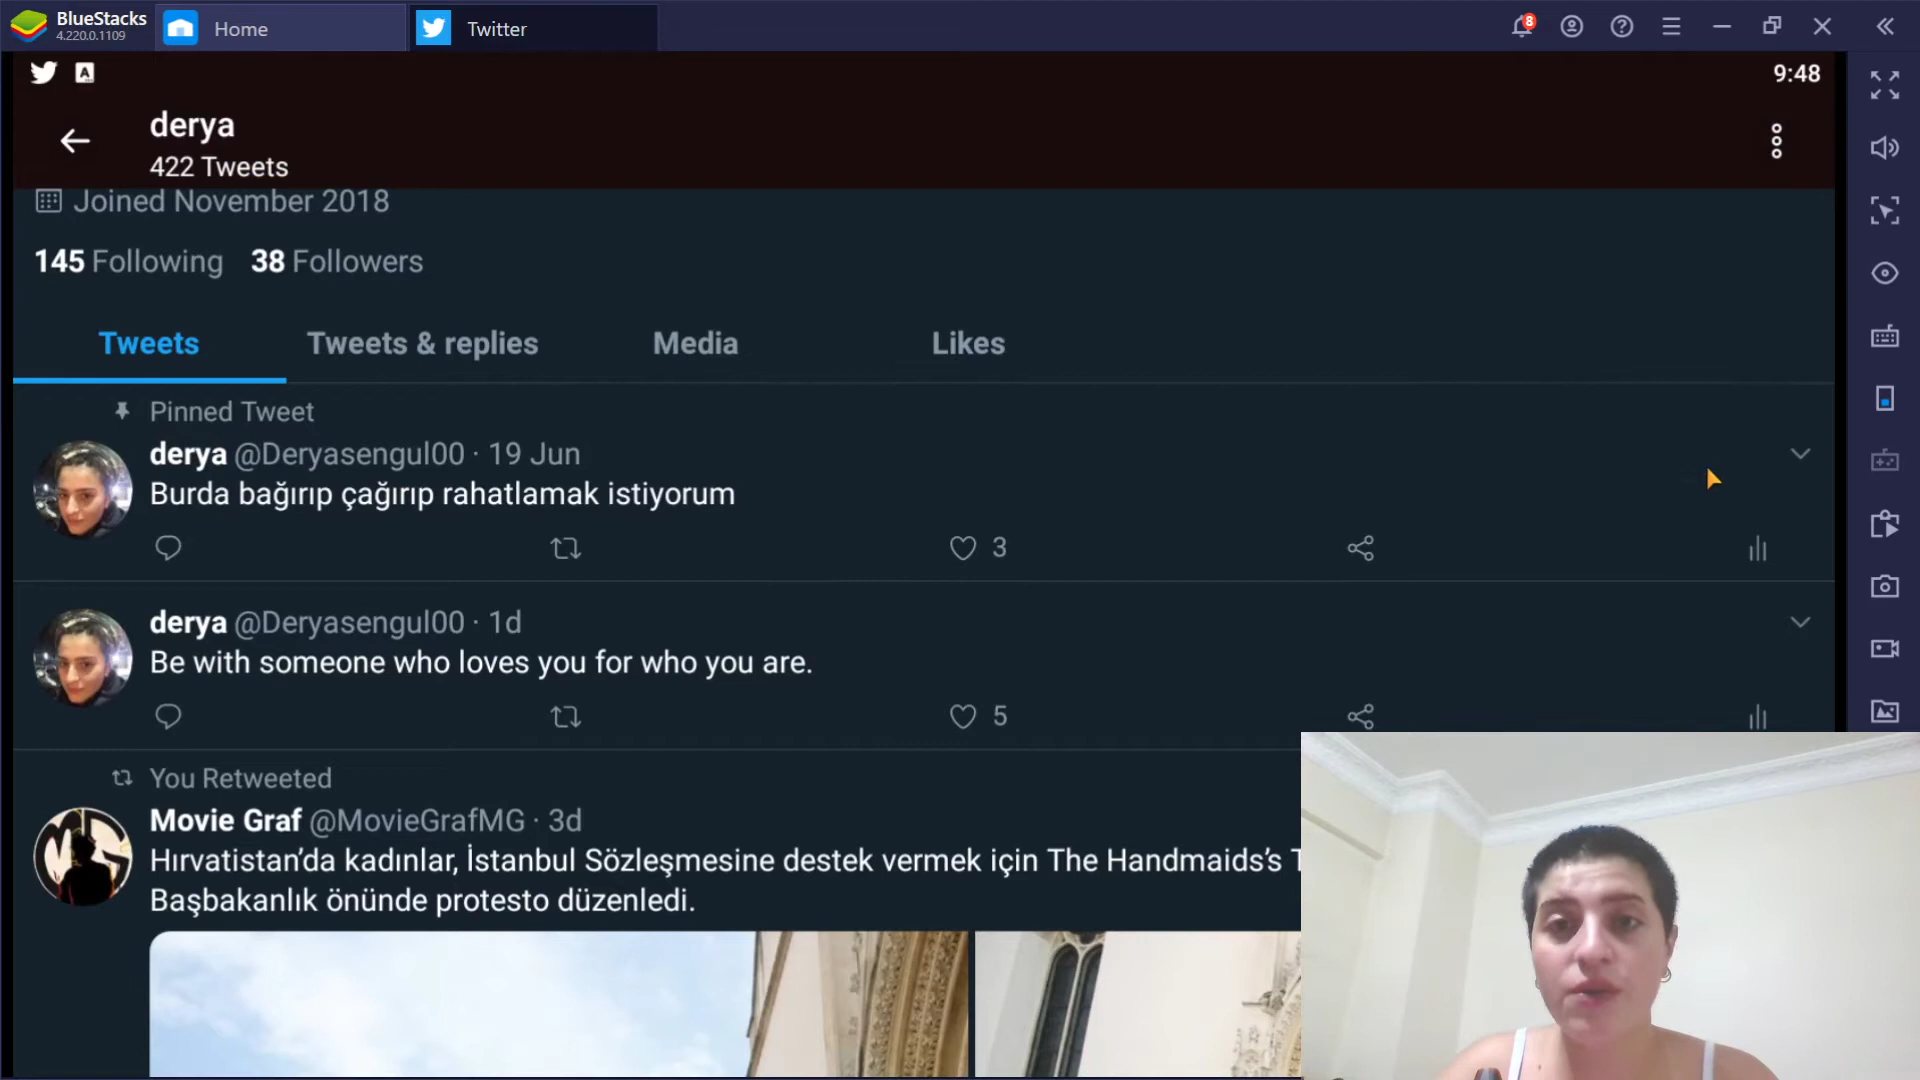 BlueStacks
4.220.0.1109
Home
Twitter
8
A
9:48
derya
422 Tweets
Joined November 2018
145 Following 38 Followers
Tweets
Tweets & replies
Media
Likes
Pinned Tweet
derya @Deryasengul00 · 19 Jun
Burda bağırıp çağırıp rahatlamak istiyorum
3
derya @Deryasengul00 · 1d
Be with someone who loves you for who you are.
5
You Retweeted
Movie Graf @MovieGrafMG · 3d
Hırvatistan’da kadınlar, İstanbul Sözleşmesine destek vermek için The Handmaids’s
Başbakanlık önünde protesto düzenledi.